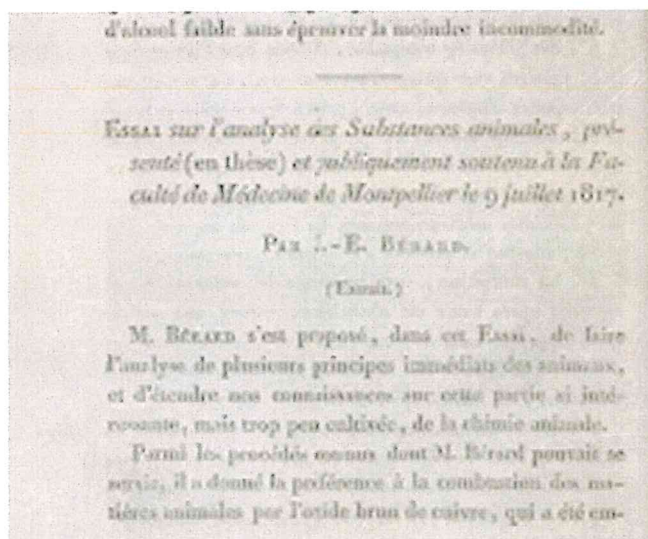 d'alcool faible sans éprouver la moindre incommodité.
Essai sur l'analyse des Substances animales, pré-
senté (en thèse) et publiquement soutenu à la Fa-
culté de Médecine de Montpellier le 9 juillet 1817.
Par J.-E. Bérard.
(Extrait.)
M. Bérard s'est proposé, dans cet Essai, de faire
l'analyse de plusieurs principes immédiats des animaux,
et d'étendre nos connaissances sur cette partie si inté-
ressante, mais trop peu cultivée, de la chimie animale.
Parmi les procédés connus dont M. Bérard pouvait se
servir, il a donné la préférence à la combustion des ma-
tières animales par l'oxide brun de cuivre, qui a été em-